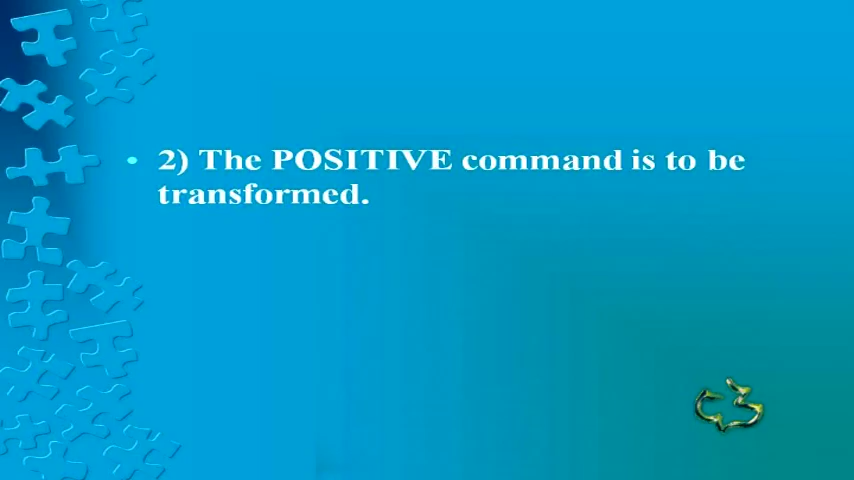 • 2) The POSITIVE command is to be
transformed.